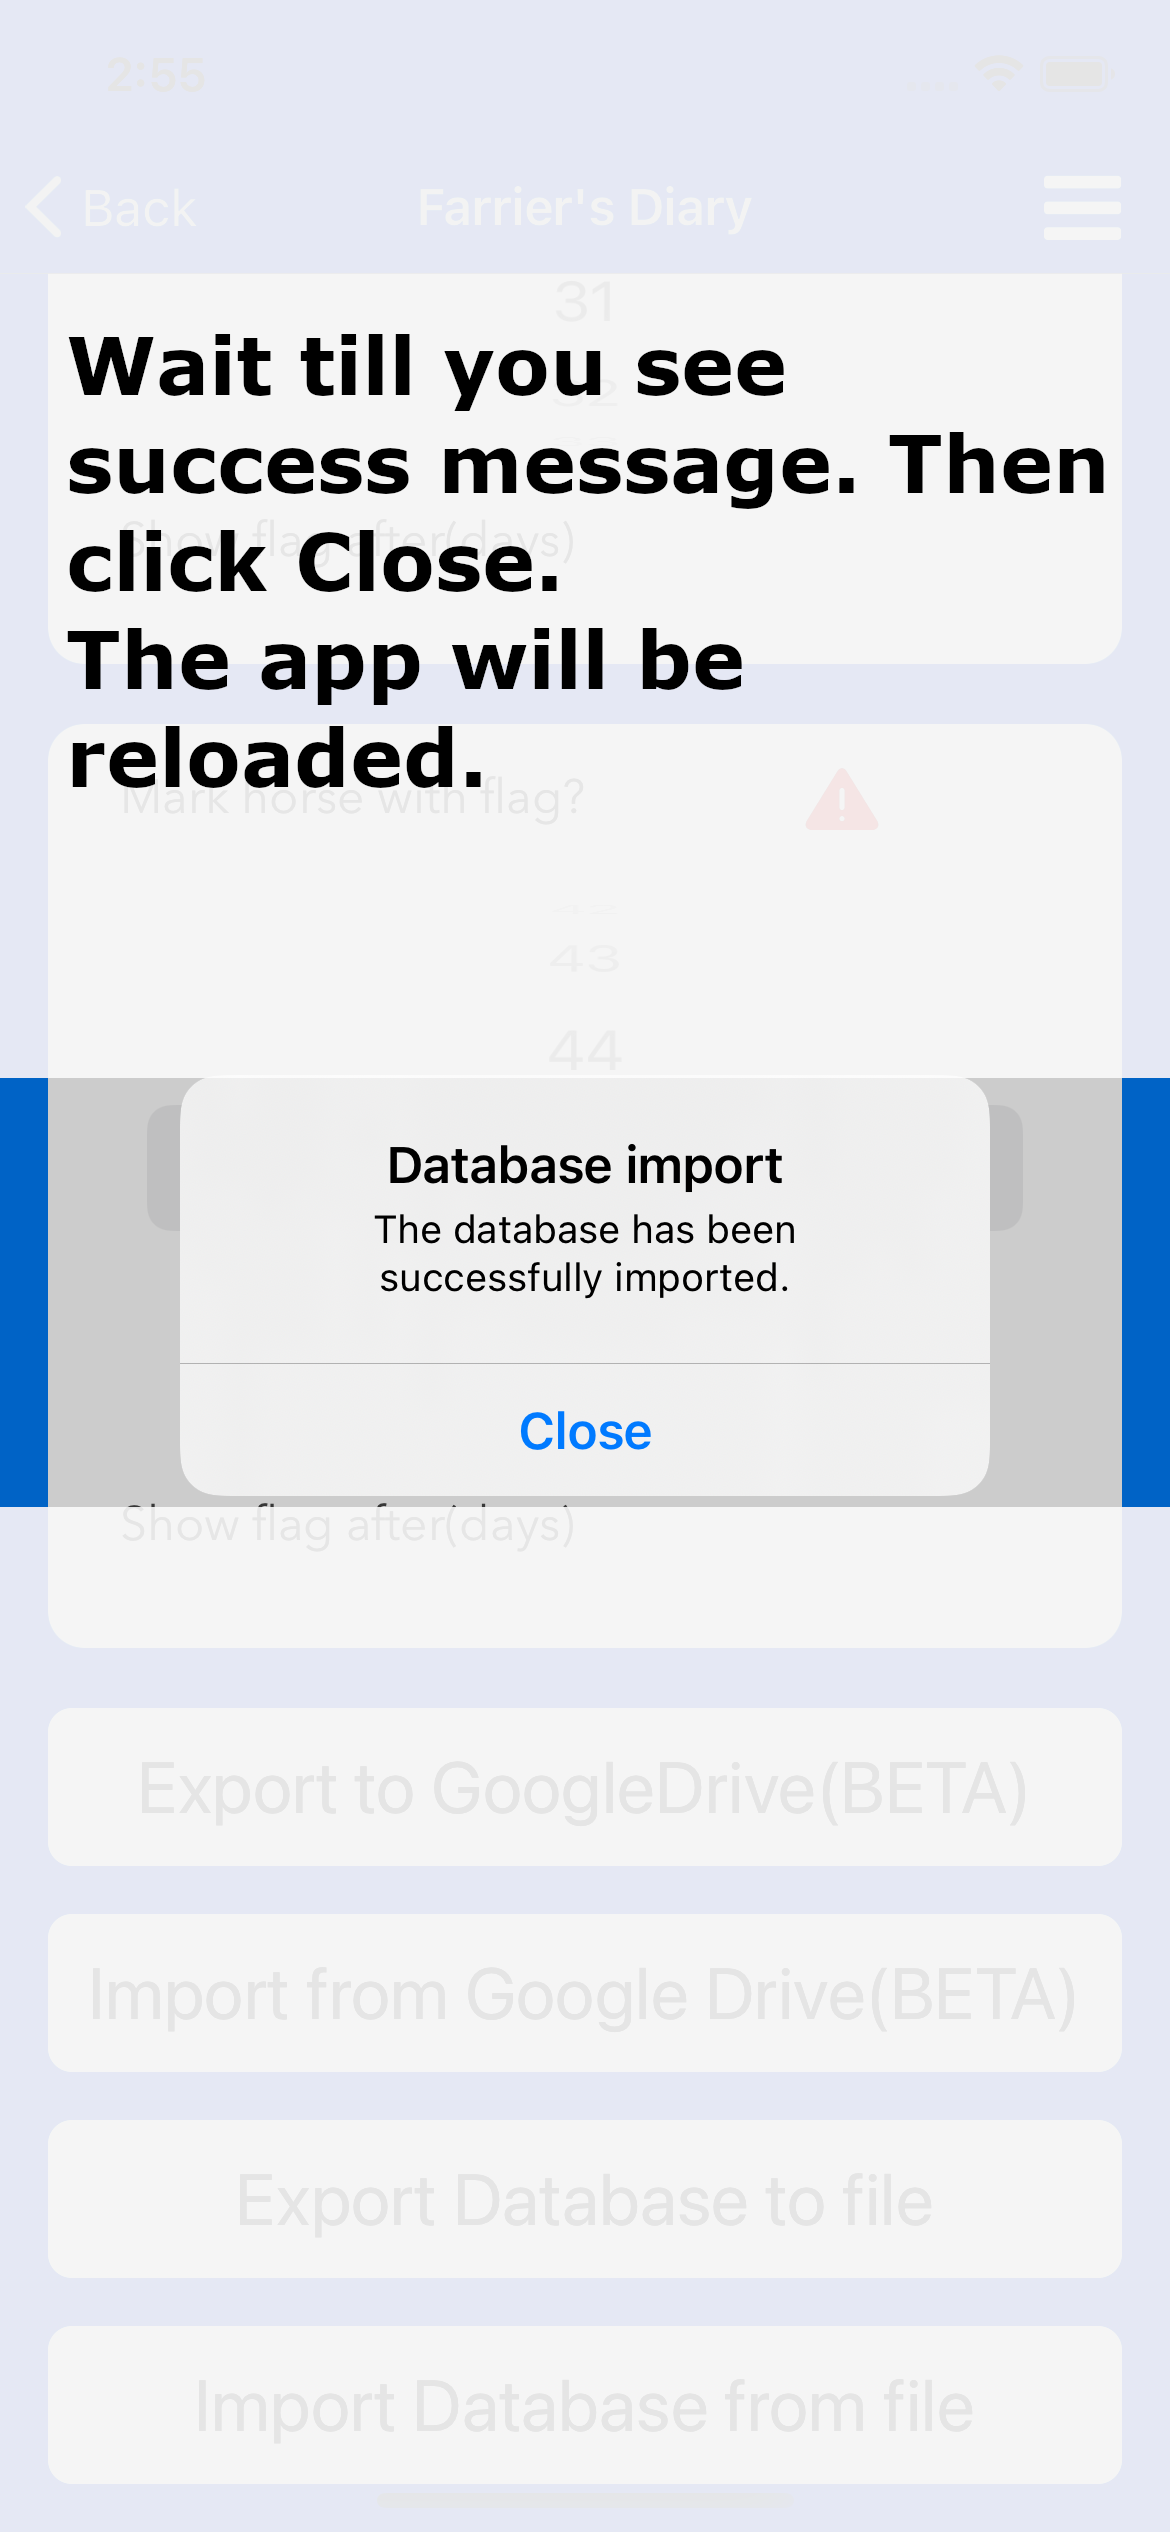 2:55
Back
Farrier's Diary
31
32
Wait till you see
success message. Then
click Close.
The app will be
reloaded.
Show flag after(days)
Mark horse with flag?
43
44
Database import
The database has been
successfully imported.
Close
Show flag after(days)
Export to GoogleDrive(BETA)
Import from Google Drive(BETA)
Export Database to file
Import Database from file